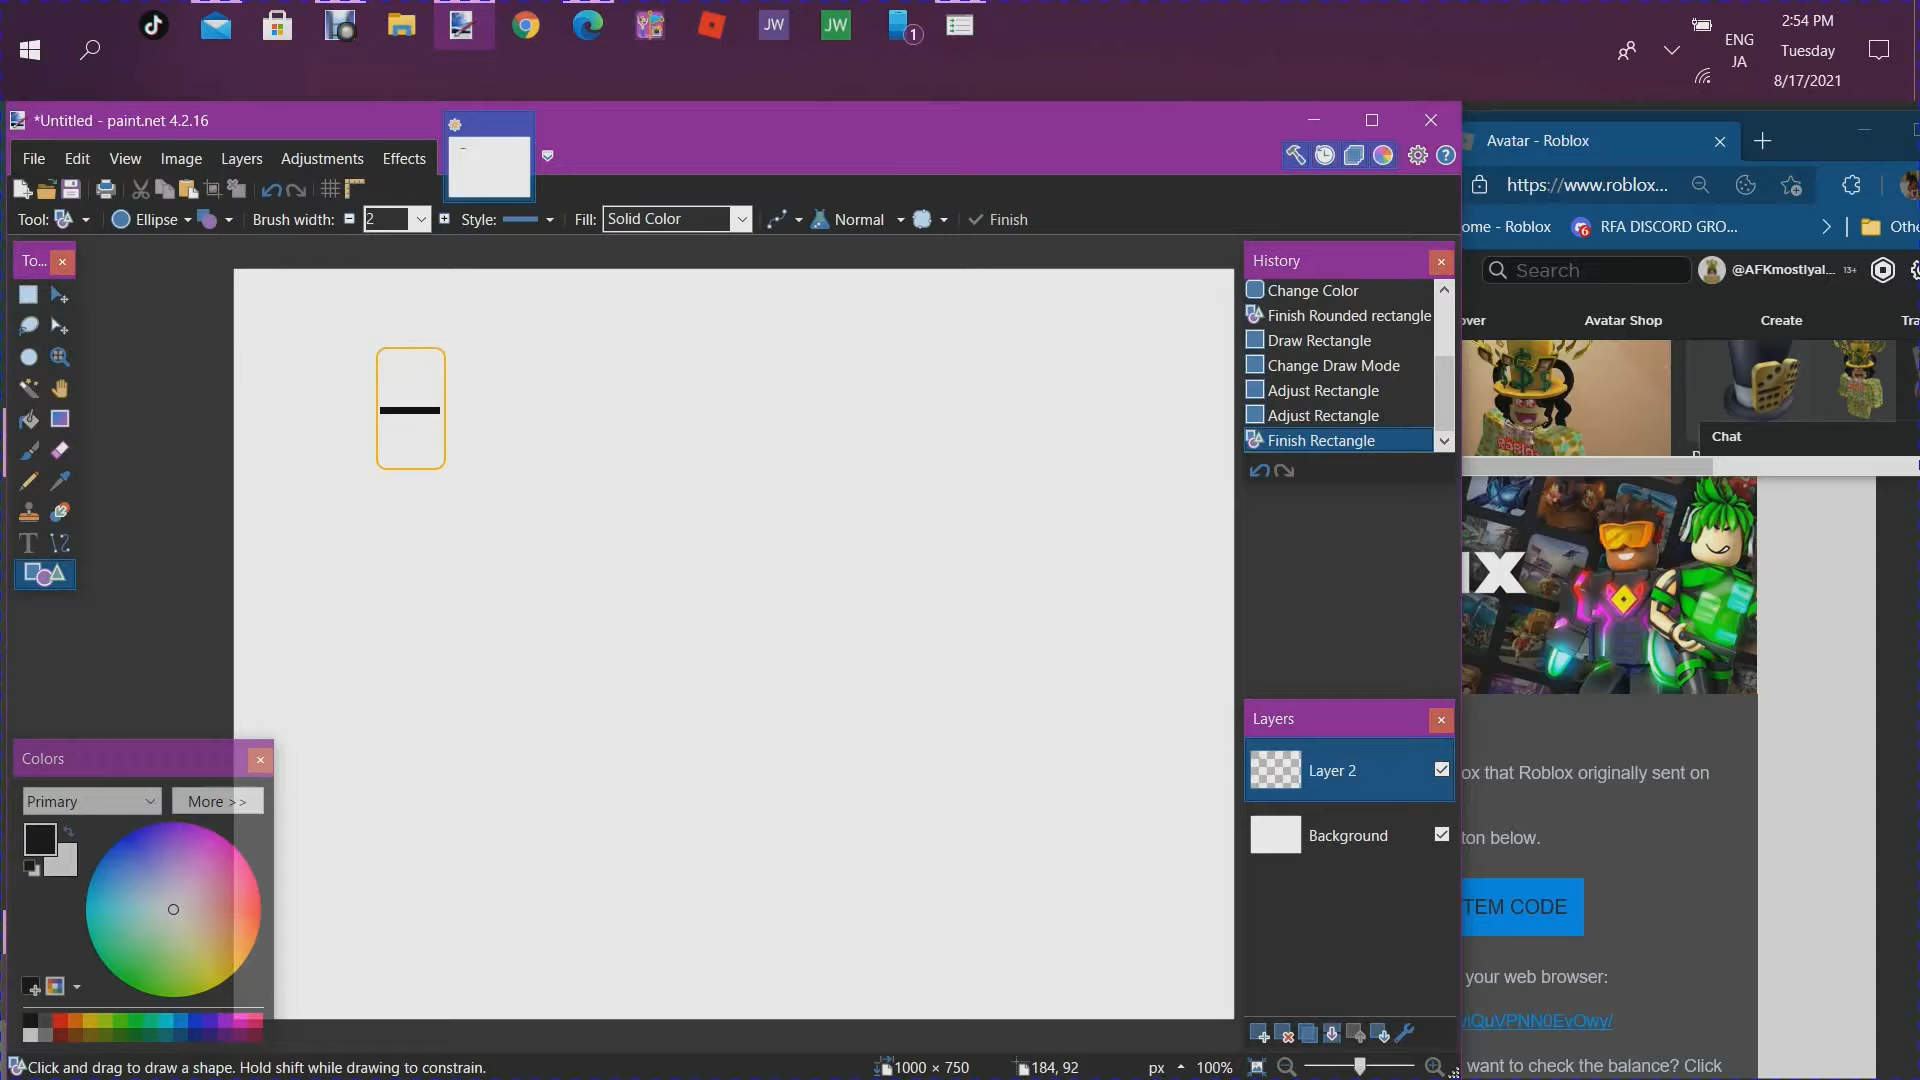 JW
JW
1
ENG
JA
2:54 PM
Tuesday
8/17/2021
*Untitled - paint.net 4.2.16
File
Edit
View
Image
Layers
Adjustments
Effects
Tool:
Ellipse
Brush width:
2
Style:
Fill:
Solid Color
Normal
Finish
To...
History
Change Color
Finish Rounded rectangle
Draw Rectangle
Change Draw Mode
Adjust Rectangle
Adjust Rectangle
Finish Rectangle
Layers
Layer 2
Background
Colors
Primary
More >>
Click and drag to draw a shape. Hold shift while drawing to constrain.
1000 × 750
184, 92
px
100%
Avatar - Roblox
https://www.roblox...
ome - Roblox
6
RFA DISCORD GRO...
Othe
Search
@AFKmostlyal...
13+
over
Avatar Shop
Create
Tra
Chat
ox that Roblox originally sent on
ton below.
TEM CODE
your web browser:
/iQuVPNN0EvOwy/
want to check the balance? Click